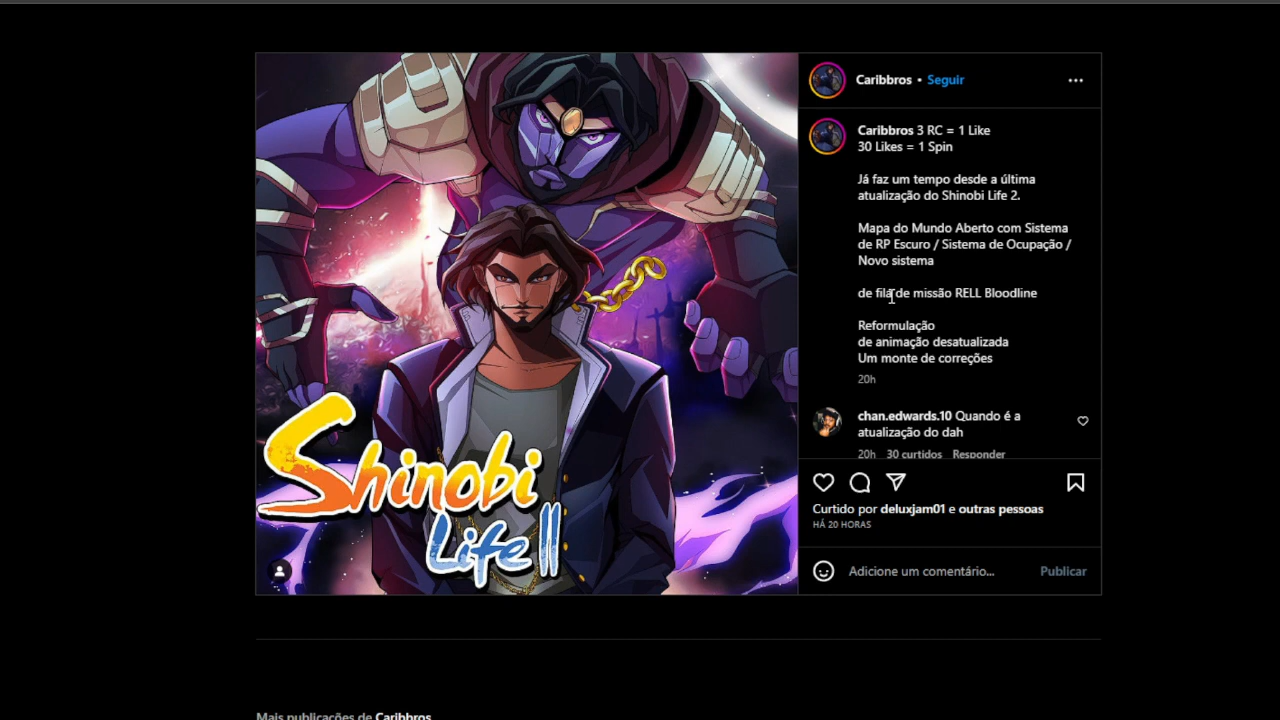 Shinobi
Life II
Caribbros • Seguir
Caribbros 3 RC = 1 Like
30 Likes = 1 Spin
Já faz um tempo desde a última
atualização do Shinobi Life 2.
Mapa do Mundo Aberto com Sistema
de RP Escuro / Sistema de Ocupação /
Novo sistema
de fila de missão RELL Bloodline
Reformulação
de animação desatualizada
Um monte de correções
20h
chan.edwards.10 Quando é a
atualização do dah
20h 30 curtidos Responder
Curtido por deluxjam01 e outras pessoas
HÁ 20 HORAS
Adicione um comentário... Publicar
Mais publicações de Caribbros